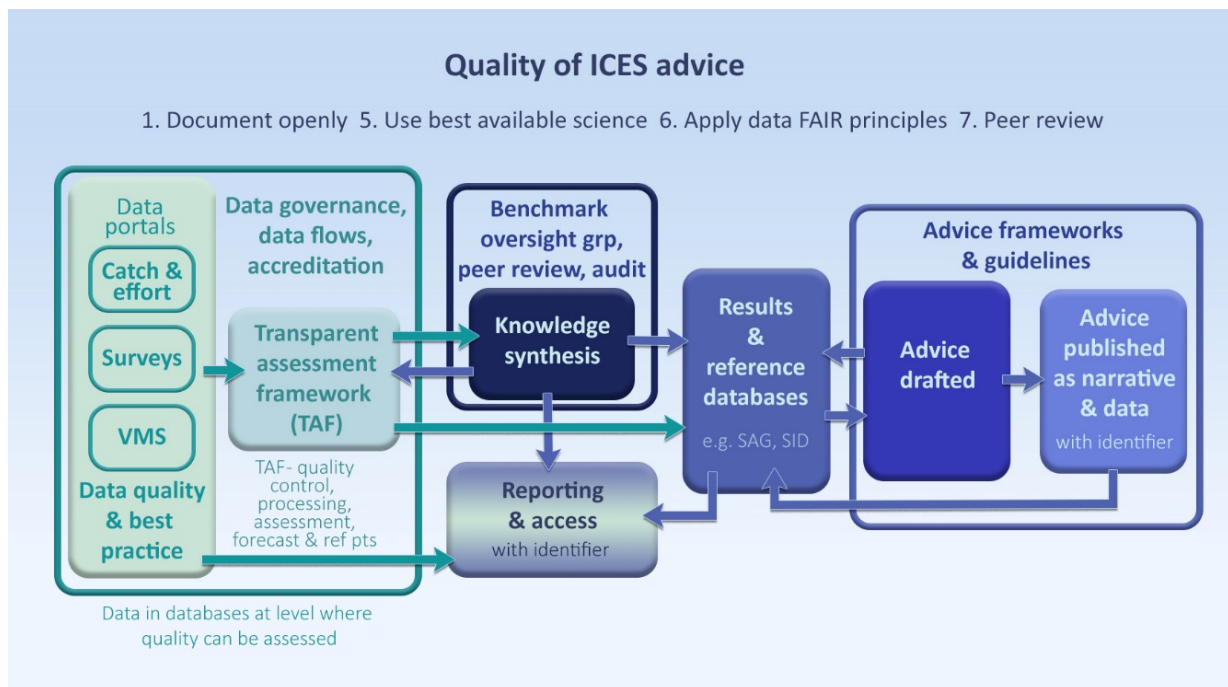 Quality of ICES advice
1. Document openly 5. Use best available science 6. Apply data FAIR principles 7. Peer review
Data
portals
Catch &
effort
Surveys
VMS
Data quality
& best
practice
Data governance,
data flows,
accreditation
Transparent
assessment
framework
(TAF)
TAF- quality
control,
processing,
assessment,
forecast & ref pts
Data in databases at level where
quality can be assessed
Benchmark
oversight grp,
peer review, audit
Knowledge
synthesis
Reporting
& access
with identifier
Results
&
reference
databases
e.g. SAG, SID
Advice frameworks
& guidelines
Advice
drafted
Advice
published
as narrative
& data
with identifier